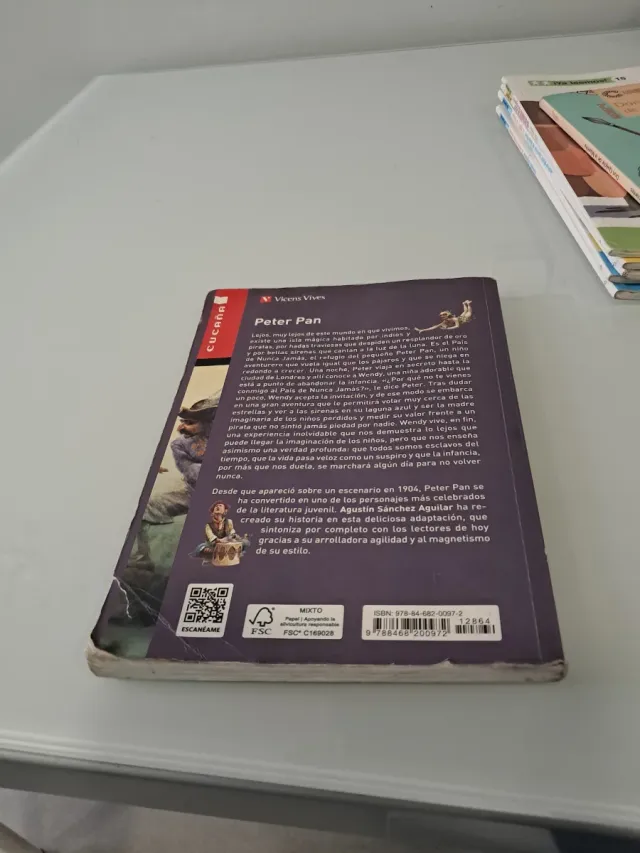 Ya leemos
10
Vicens Vives
CUCAÑA
Peter Pan
Lejos, muy lejos de este mundo en que vivimos,
existe una isla mágica habitada por indios y
piratas, por hadas traviesas que despiden un resplandor de oro
y por bellas sirenas que cantan a la luz de la luna. Es el País
de Nunca Jamás, el refugio del pequeño Peter Pan, un niño
aventurero que vuela igual que los pájaros y que se niega en
redondo a crecer. Una noche, Peter viaja en secreto hasta la
ciudad de Londres y allí conoce a Wendy, una niña adorable que
está a punto de abandonar la infancia. «¿Por qué no te vienes
conmigo al País de Nunca Jamás?», le dice Peter. Tras dudar
un poco, Wendy acepta la invitación, y de ese modo se embarca
en una gran aventura que le permitirá volar muy cerca de las
estrellas y ver a las sirenas en su laguna azul y ser la madre
imaginaria de los niños perdidos y medir su valor frente a un
pirata que no sintió jamás piedad por nadie. Wendy vive, en fin,
una experiencia inolvidable que nos demuestra lo lejos que
puede llegar la imaginación de los niños, pero que nos enseña
asimismo una verdad profunda: que todos somos esclavos del
tiempo, que la vida pasa veloz como un suspiro y que la infancia,
por más que nos duela, se marchará algún día para no volver
nunca.
Desde que apareció sobre un escenario en 1904, Peter Pan se
ha convertido en uno de los personajes más celebrados
de la literatura juvenil. Agustín Sánchez Aguilar ha re-
creado su historia en esta deliciosa adaptación, que
sintoniza por completo con los lectores de hoy
gracias a su arrolladora agilidad y al magnetismo
de su estilo.
ESCANÉAME
FSC
MIXTO
Papel | Apoyando la
silvicultura responsable
FSC® C169028
ISBN: 978-84-682-0097-2
12864
9 788468 200972